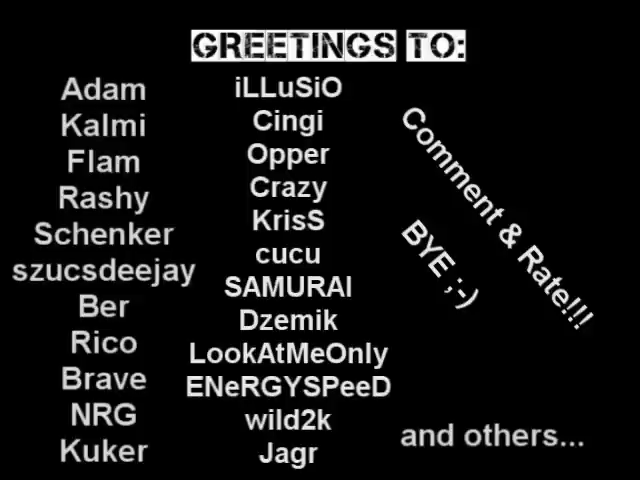 GREETINGS TO:
Adam
Kalmi
Flam
Rashy
Schenker
szucsdeejay
Ber
Rico
Brave
NRG
Kuker
iLLuSiO
Cingi
Opper
Crazy
KrisS
cucu
SAMURAI
Dzemik
LookAtMeOnly
ENeRGYSPeeD
wild2k
Jagr
Comment & Rate!!!
BYE ;-)
and others...